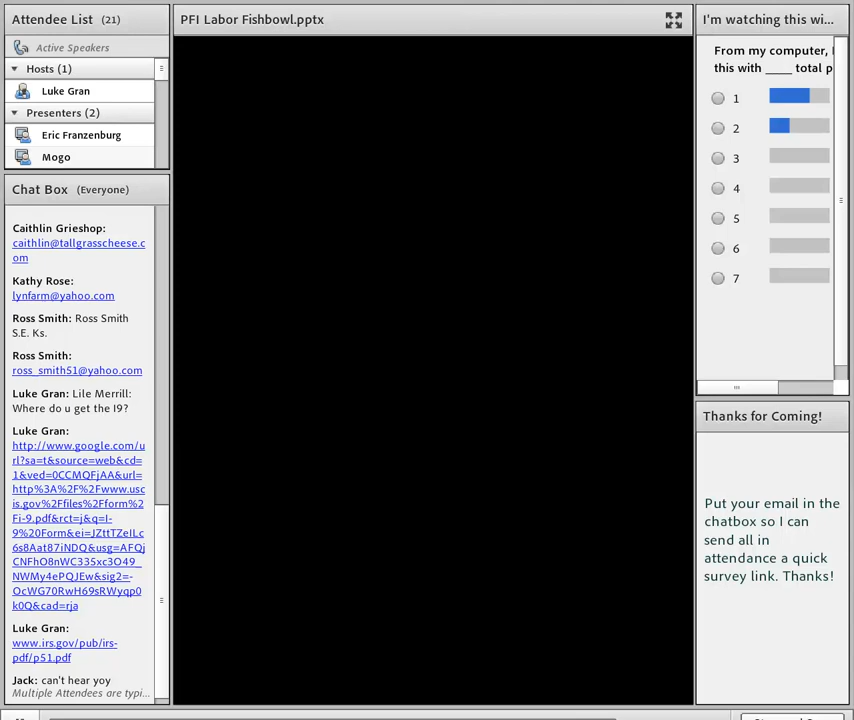 Attendee List (21)
Active Speakers
Hosts (1)
Luke Gran
Presenters (2)
Eric Franzenburg
Mogo
Chat Box (Everyone)
Caithlin Grieshop:
caithlin@tallgrasscheese.c
om
Kathy Rose:
lynfarm@yahoo.com
Ross Smith: Ross Smith
S.E. Ks.
Ross Smith:
ross_smith51@yahoo.com
Luke Gran: Lile Merrill:
Where do u get the I9?
Luke Gran:
http://www.google.com/u
rl?sa=t&source=web&cd=
1&ved=0CCMQFjAA&url=
http%3A%2F%2Fwww.usc
is.gov%2Ffiles%2Fform%2
Fi-9.pdf&rct=j&q=I-
9%20Form&ei=JZttTZeILc
6s8Aat87iNDQ&usg=AFQj
CNFhO8nWC335xc3O49_
NWMy4ePQJEw&sig2=-
OcWG70RwH69sRWyqp0
k0Q&cad=rja
Luke Gran:
www.irs.gov/pub/irs-
pdf/p51.pdf
Jack: can't hear yoy
Multiple Attendees are typi...
PFI Labor Fishbowl.pptx
I'm watching this wi...
From my computer,
this with ____ total p
1
2
3
4
5
6
7
Thanks for Coming!
Put your email in the
chatbox so I can
send all in
attendance a quick
survey link. Thanks!